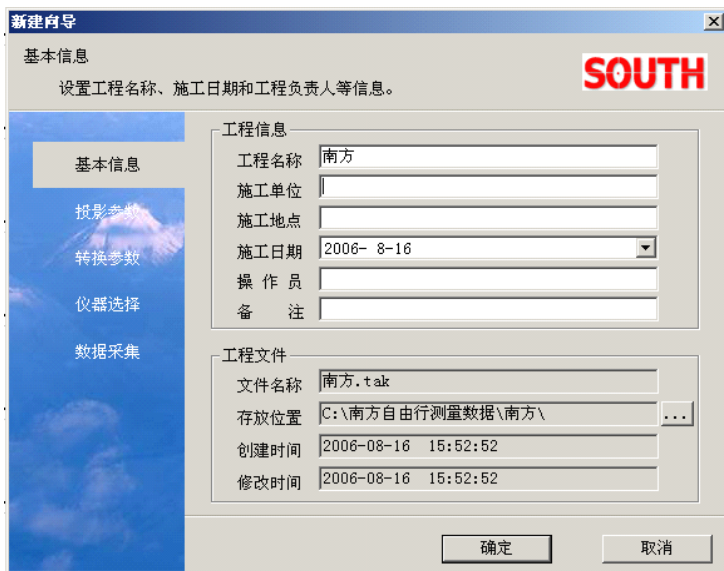 新建向导
基本信息
设置工程名称、施工日期和工程负责人等信息。
SOUTH
基本信息
投影参数
转换参数
仪器选择
数据采集
工程信息
工程名称 南方
施工单位
施工地点
施工日期 2006- 8-16
操 作 员
备 注
工程文件
文件名称 南方.tak
存放位置 C:\南方自由行测量数据\南方\ ...
创建时间 2006-08-16 15:52:52
修改时间 2006-08-16 15:52:52
确定 取消